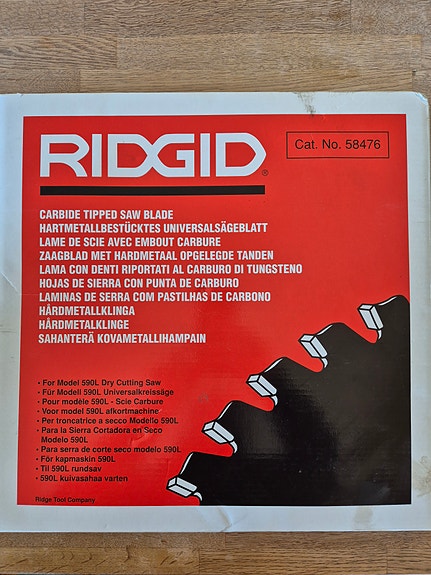 RIDGID®
Cat. No. 58476
CARBIDE TIPPED SAW BLADE
HARTMETALLBESTÜCKTES UNIVERSALSÄGEBLATT
LAME DE SCIE AVEC EMBOUT CARBURE
ZAAGBLAD MET HARDMETAAL OPGELEGDE TANDEN
LAMA CON DENTI RIPORTATI AL CARBURO DI TUNGSTENO
HOJAS DE SIERRA CON PUNTA DE CARBURO
LAMINAS DE SERRA COM PASTILHAS DE CARBONO
HÅRDMETALLKLINGA
HÅRDMETALKLINGE
SAHANTERÄ KOVAMETALLIHAMPAIN
• For Model 590L Dry Cutting Saw
• Für Modell 590L Universalkreissäge
• Pour modèle 590L - Scie Carbure
• Voor model 590L afkortmachine
• Per troncatrice a secco Modello 590L
• Para la Sierra Cortadora en Seco
Modelo 590L
• Para serra de corte seco modelo 590L
• För kapmaskin 590L
• Til 590L rundsav
• 590L kuivasahaa varten
Ridge Tool Company